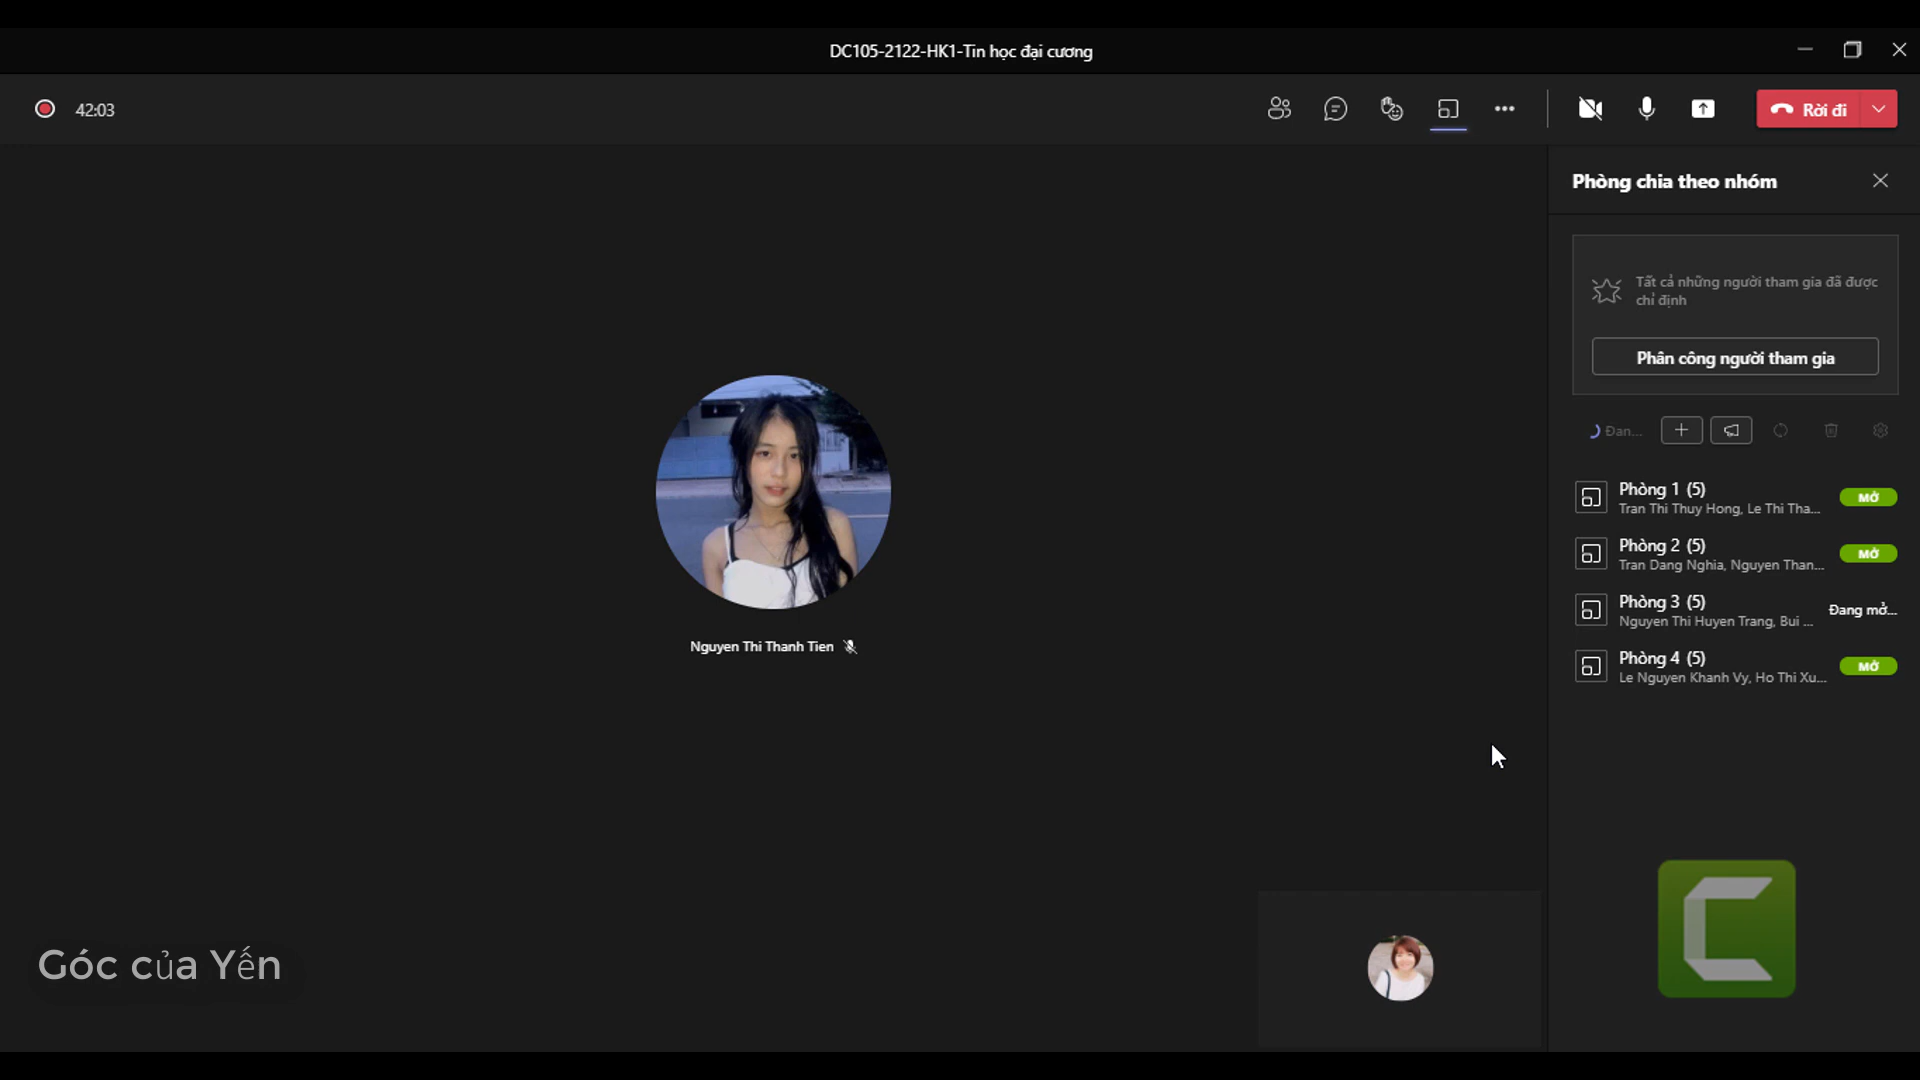 DC105-2122-HK1-Tin học đại cương
42:03
Rời đi
Phòng chia theo nhóm
Tất cả những người tham gia đã được
chỉ định
Phân công người tham gia
Đan...
Phòng 1 (5)
Tran Thi Thuy Hong, Le Thi Tha...
MỞ
Phòng 2 (5)
Tran Dang Nghia, Nguyen Than...
MỞ
Phòng 3 (5)
Nguyen Thi Huyen Trang, Bui ...
Đang mở...
Phòng 4 (5)
Le Nguyen Khanh Vy, Ho Thi Xu...
MỞ
Nguyen Thi Thanh Tien
Góc của Yến